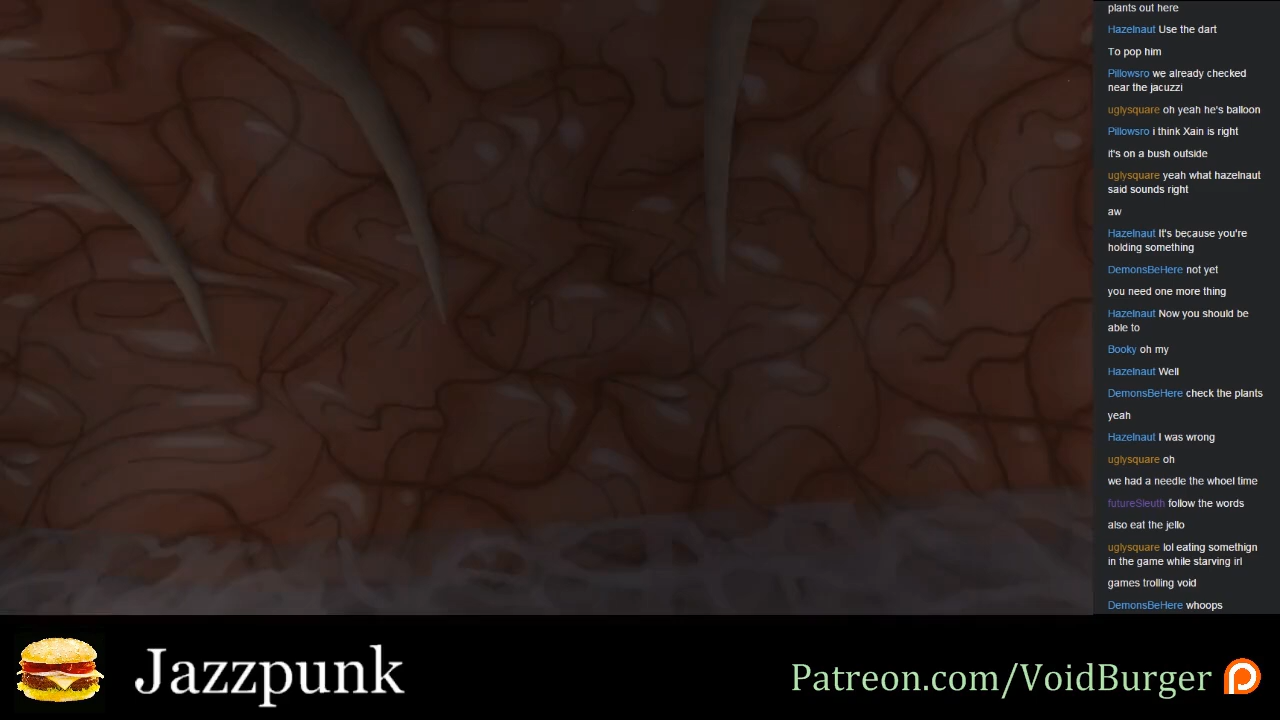 plants out here
Hazelnaut Use the dart
To pop him
Pillowsro we already checked
near the jacuzzi
uglysquare oh yeah he's balloon
Pillowsro i think Xain is right
it's on a bush outside
uglysquare yeah what hazelnaut
said sounds right
aw
Hazelnaut It's because you're
holding something
DemonsBeHere not yet
you need one more thing
Hazelnaut Now you should be
able to
Booky oh my
Hazelnaut Well
DemonsBeHere check the plants
yeah
Hazelnaut I was wrong
uglysquare oh
we had a needle the whoel time
futureSleuth follow the words
also eat the jello
uglysquare lol eating somethign
in the game while starving irl
games trolling void
DemonsBeHere whoops
Jazzpunk
Patreon.com/VoidBurger